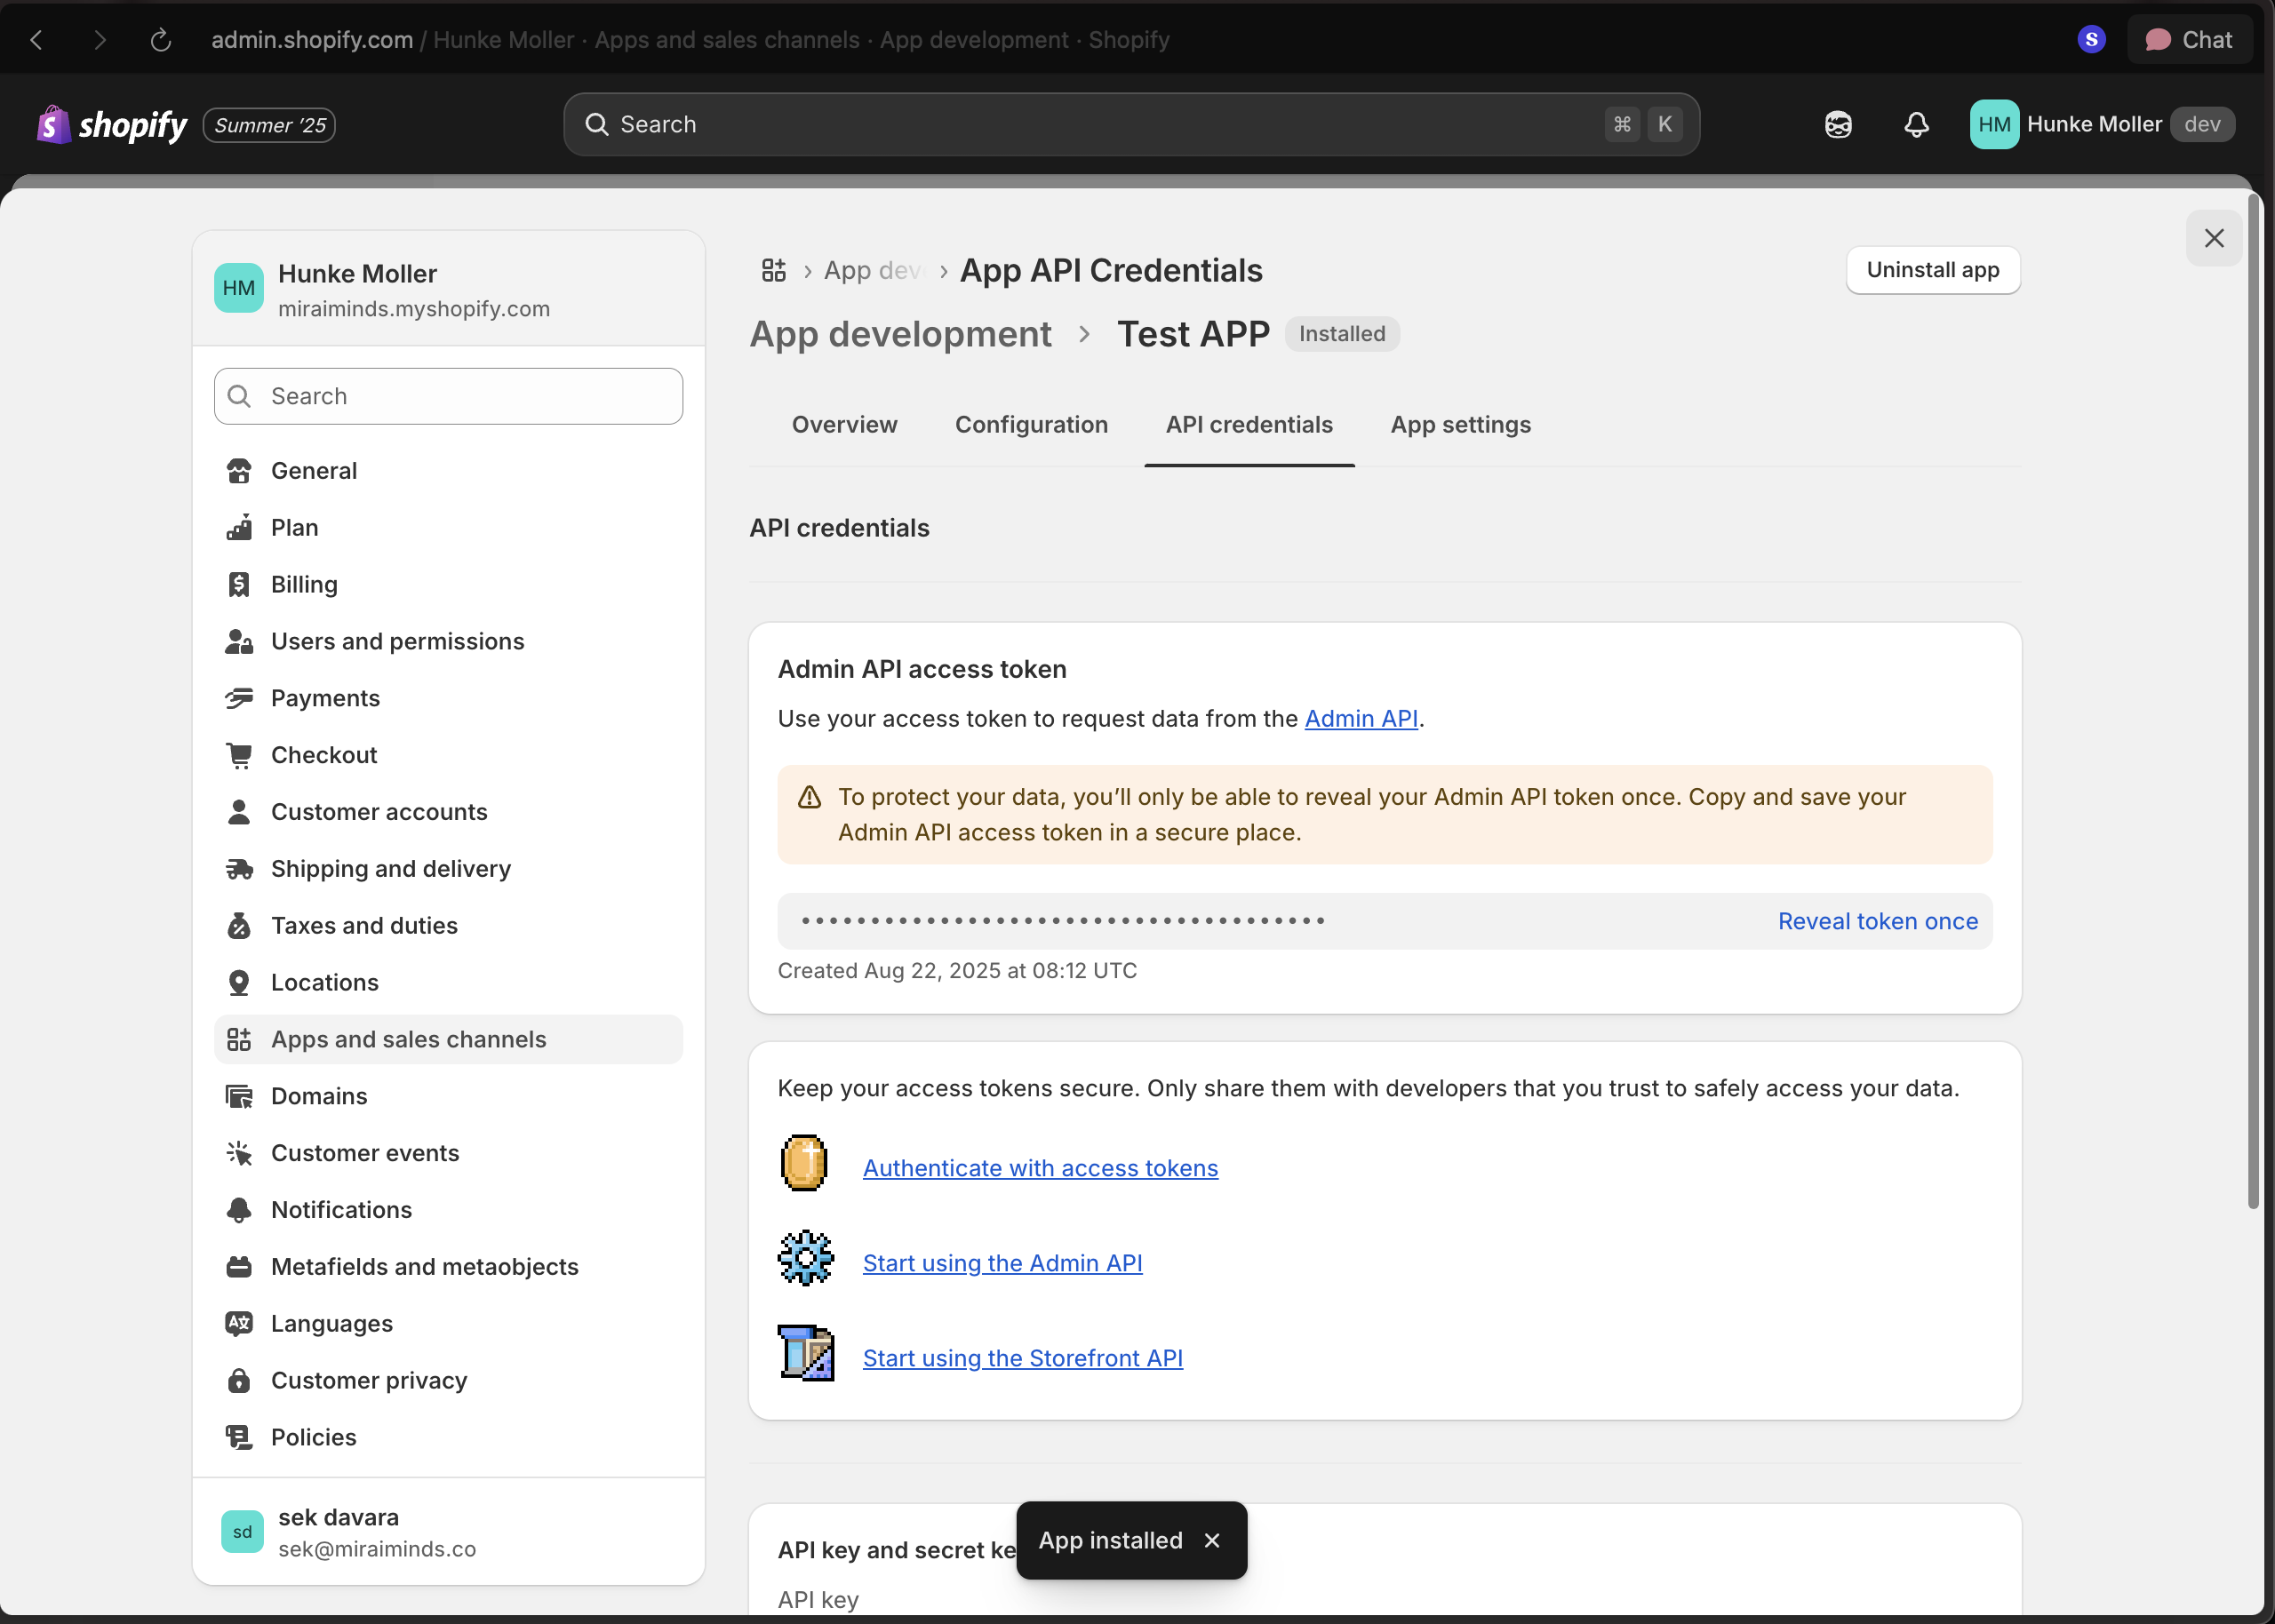 admin.shopify.com / Hunke Moller · Apps and sales channels · App development · Shopify
S
Chat
shopify
Summer ’25
Search
⌘ K
HM
Hunke Moller
dev
HM
Hunke Moller
miraiminds.myshopify.com
Search
General
Plan
Billing
Users and permissions
Payments
Checkout
Customer accounts
Shipping and delivery
Taxes and duties
Locations
Apps and sales channels
Domains
Customer events
Notifications
Metafields and metaobjects
Languages
Customer privacy
Policies
sd
sek davara
sek@miraiminds.co
App dev › App API Credentials
Uninstall app
App development › Test APP Installed
Overview Configuration API credentials App settings
API credentials
Admin API access token
Use your access token to request data from the Admin API.
To protect your data, you’ll only be able to reveal your Admin API token once. Copy and save your
Admin API access token in a secure place.
•••••••••••••••••••••••••••••••••••••• Reveal token once
Created Aug 22, 2025 at 08:12 UTC
Keep your access tokens secure. Only share them with developers that you trust to safely access your data.
Authenticate with access tokens
Start using the Admin API
Start using the Storefront API
API key and secret ke
App installed
API key